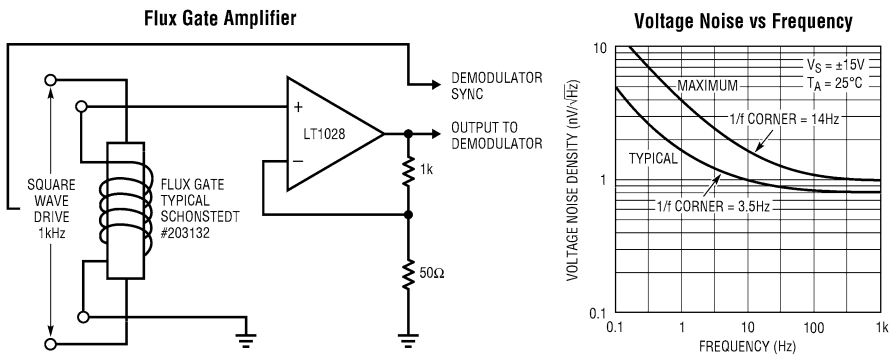 Flux Gate Amplifier
DEMODULATOR
SYNC
+
LT1028
−
OUTPUT TO
DEMODULATOR
1k
50Ω
SQUARE
WAVE
DRIVE
1kHz
FLUX GATE
TYPICAL
SCHONSTEDT
#203132
Voltage Noise vs Frequency
VOLTAGE NOISE DENSITY (nV/√Hz)
10
1
0.1
VS = ±15V
TA = 25°C
MAXIMUM
1/f CORNER = 14Hz
TYPICAL
1/f CORNER = 3.5Hz
0.1 1 10 100 1k
FREQUENCY (Hz)